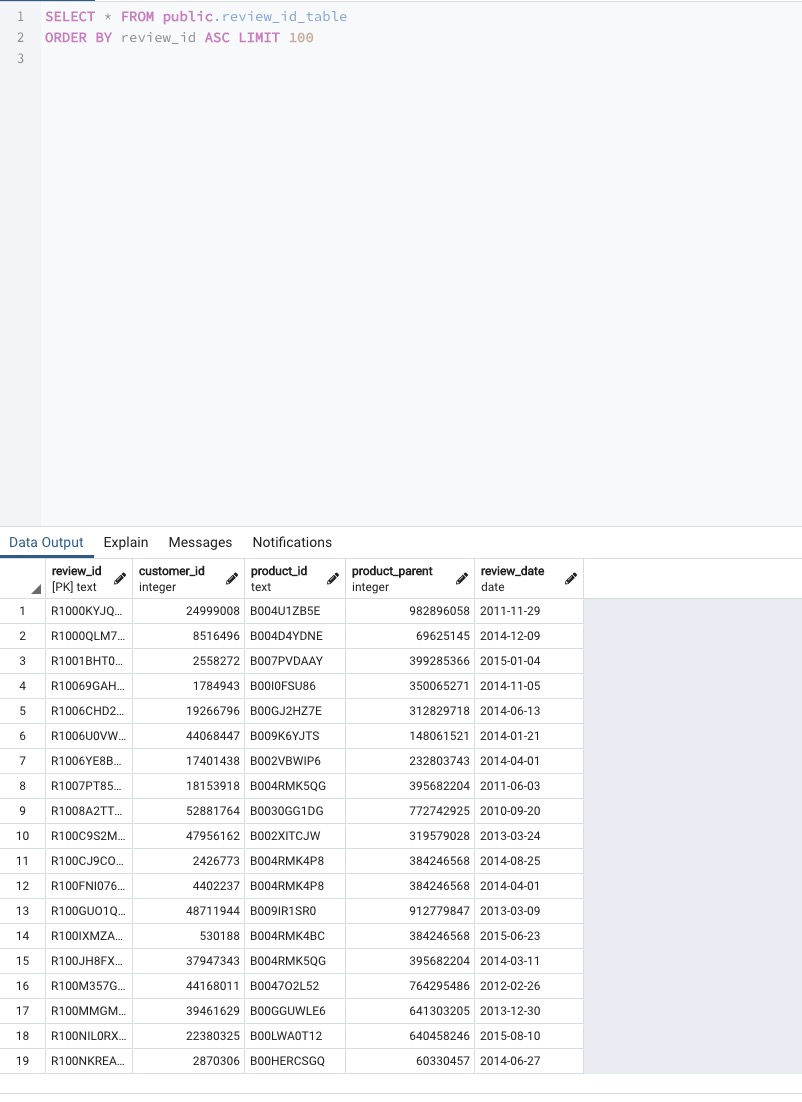 1 SELECT * FROM public.review_id_table
2 ORDER BY review_id ASC LIMIT 100
3
Data Output Explain Messages Notifications
review_id customer_id product_id product_parent review_date
[PK] text integer text integer date
1 R1000KYJQ... 24999008 B004U1ZB5E 982896058 2011-11-29
2 R1000QLM7... 8516496 B004D4YDNE 69625145 2014-12-09
3 R1001BHT0... 2558272 B007PVDAAY 399285366 2015-01-04
4 R10069GAH... 1784943 B00I0FSU86 350065271 2014-11-05
5 R1006CHD2... 19266796 B00GJ2HZ7E 312829718 2014-06-13
6 R1006U0VW... 44068447 B009K6YJTS 148061521 2014-01-21
7 R1006YE8B... 17401438 B002VBWIP6 232803743 2014-04-01
8 R1007PT85... 18153918 B004RMK5QG 395682204 2011-06-03
9 R1008A2TT... 52881764 B0030GG1DG 772742925 2010-09-20
10 R100C9S2M... 47956162 B002XITCJW 319579028 2013-03-24
11 R100CJ9CO... 2426773 B004RMK4P8 384246568 2014-08-25
12 R100FNI076... 4402237 B004RMK4P8 384246568 2014-04-01
13 R100GUO1Q... 48711944 B009IR1SR0 912779847 2013-03-09
14 R100IXMZA... 530188 B004RMK4BC 384246568 2015-06-23
15 R100JH8FX... 37947343 B004RMK5QG 395682204 2014-03-11
16 R100M357G... 44168011 B0047O2L52 764295486 2012-02-26
17 R100MMGM... 39461629 B00GGUWLE6 641303205 2013-12-30
18 R100NIL0RX... 22380325 B00LWA0T12 640458246 2015-08-10
19 R100NKREA... 2870306 B00HERCSGQ 60330457 2014-06-27